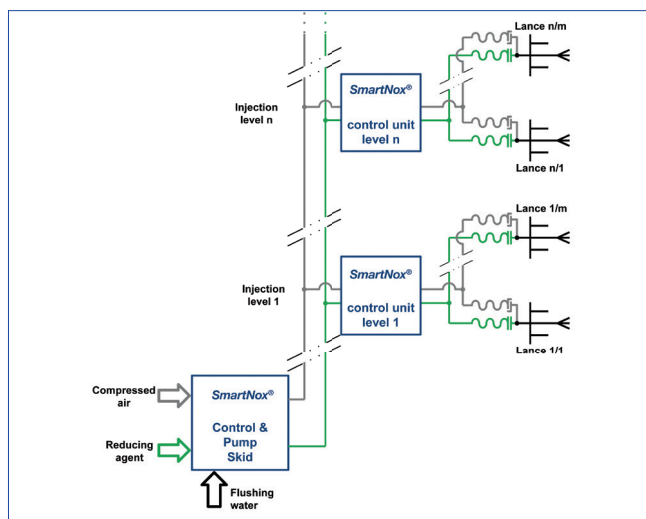 Lance n/m
SmartNox®
control unit
level n
Injection
level n
Lance n/1
Lance 1/m
SmartNox®
control unit
level 1
Injection
level 1
Lance 1/1
Compressed
air
SmartNox®
Control &
Pump
Skid
Reducing
agent
Flushing
water